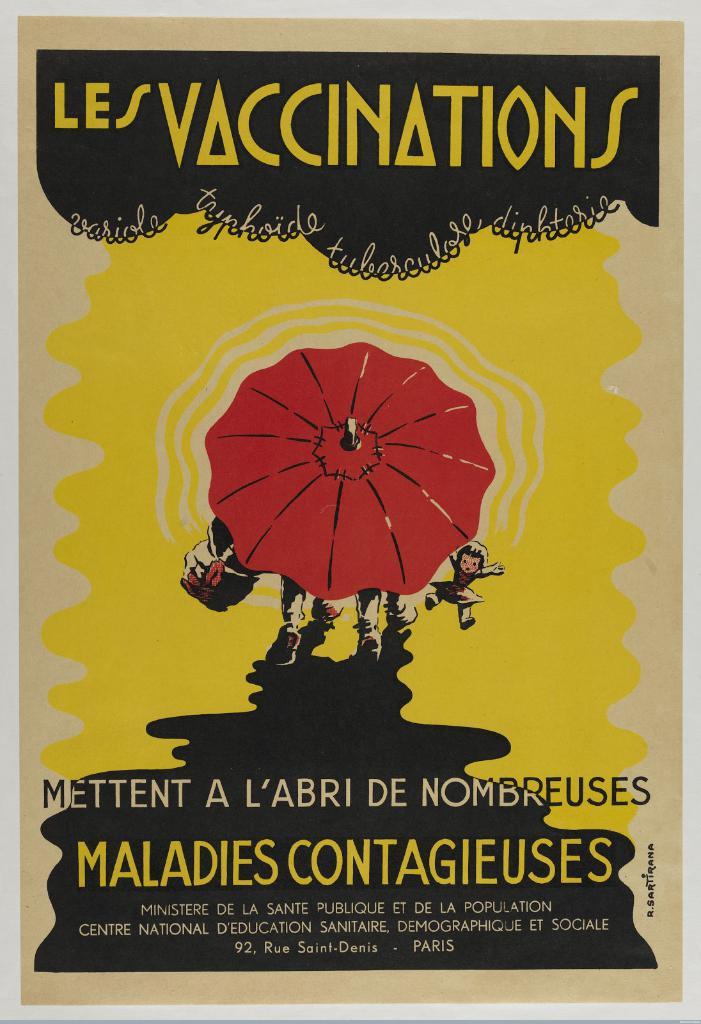 LES VACCINATIONS
variole typhoïde tuberculose diphterie
METTENT A L'ABRI DE NOMBREUSES
MALADIES CONTAGIEUSES
MINISTERE DE LA SANTE PUBLIQUE ET DE LA POPULATION
CENTRE NATIONAL D'EDUCATION SANITAIRE, DEMOGRAPHIQUE ET SOCIALE
92, Rue Saint-Denis - PARIS
R. SARTIRANA